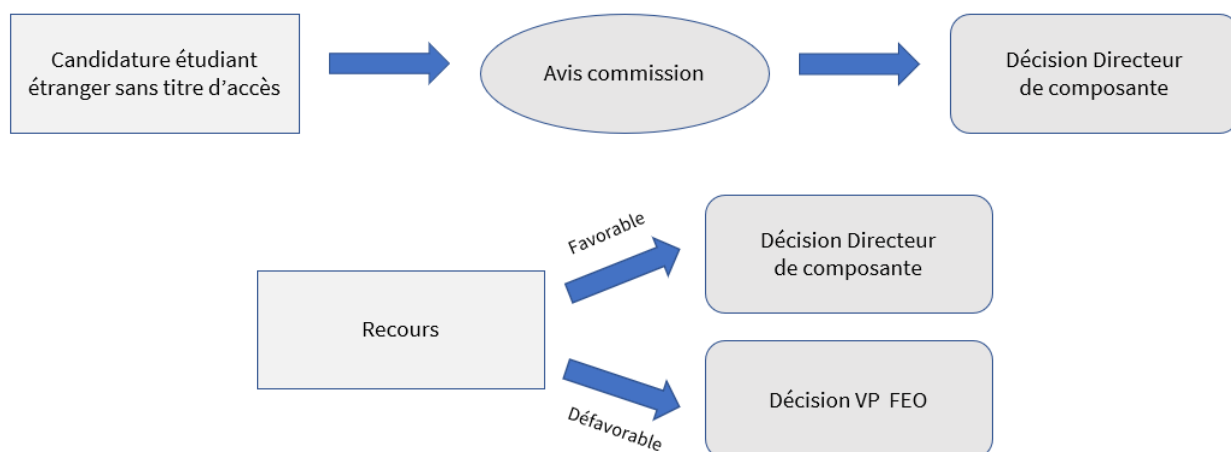 Candidature étudiant
étranger sans titre d’accès
Avis commission
Décision Directeur
de composante
Recours
Favorable
Décision Directeur
de composante
Défavorable
Décision VP  FEO